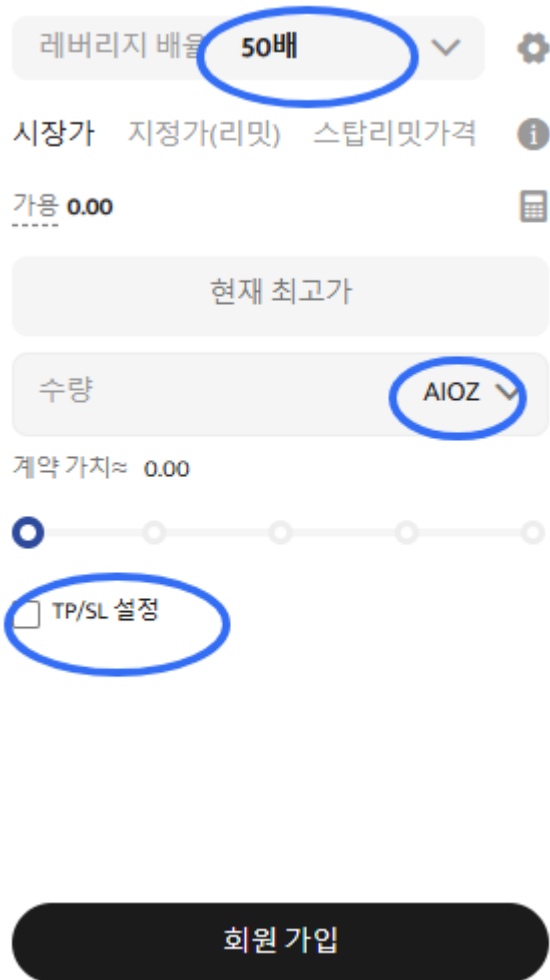 레버리지 배율 50배
시장가 지정가(리밋) 스탑리밋가격
가용 0.00
현재 최고가
수량 AIOZ
계약 가치≈ 0.00
TP/SL 설정
회원 가입